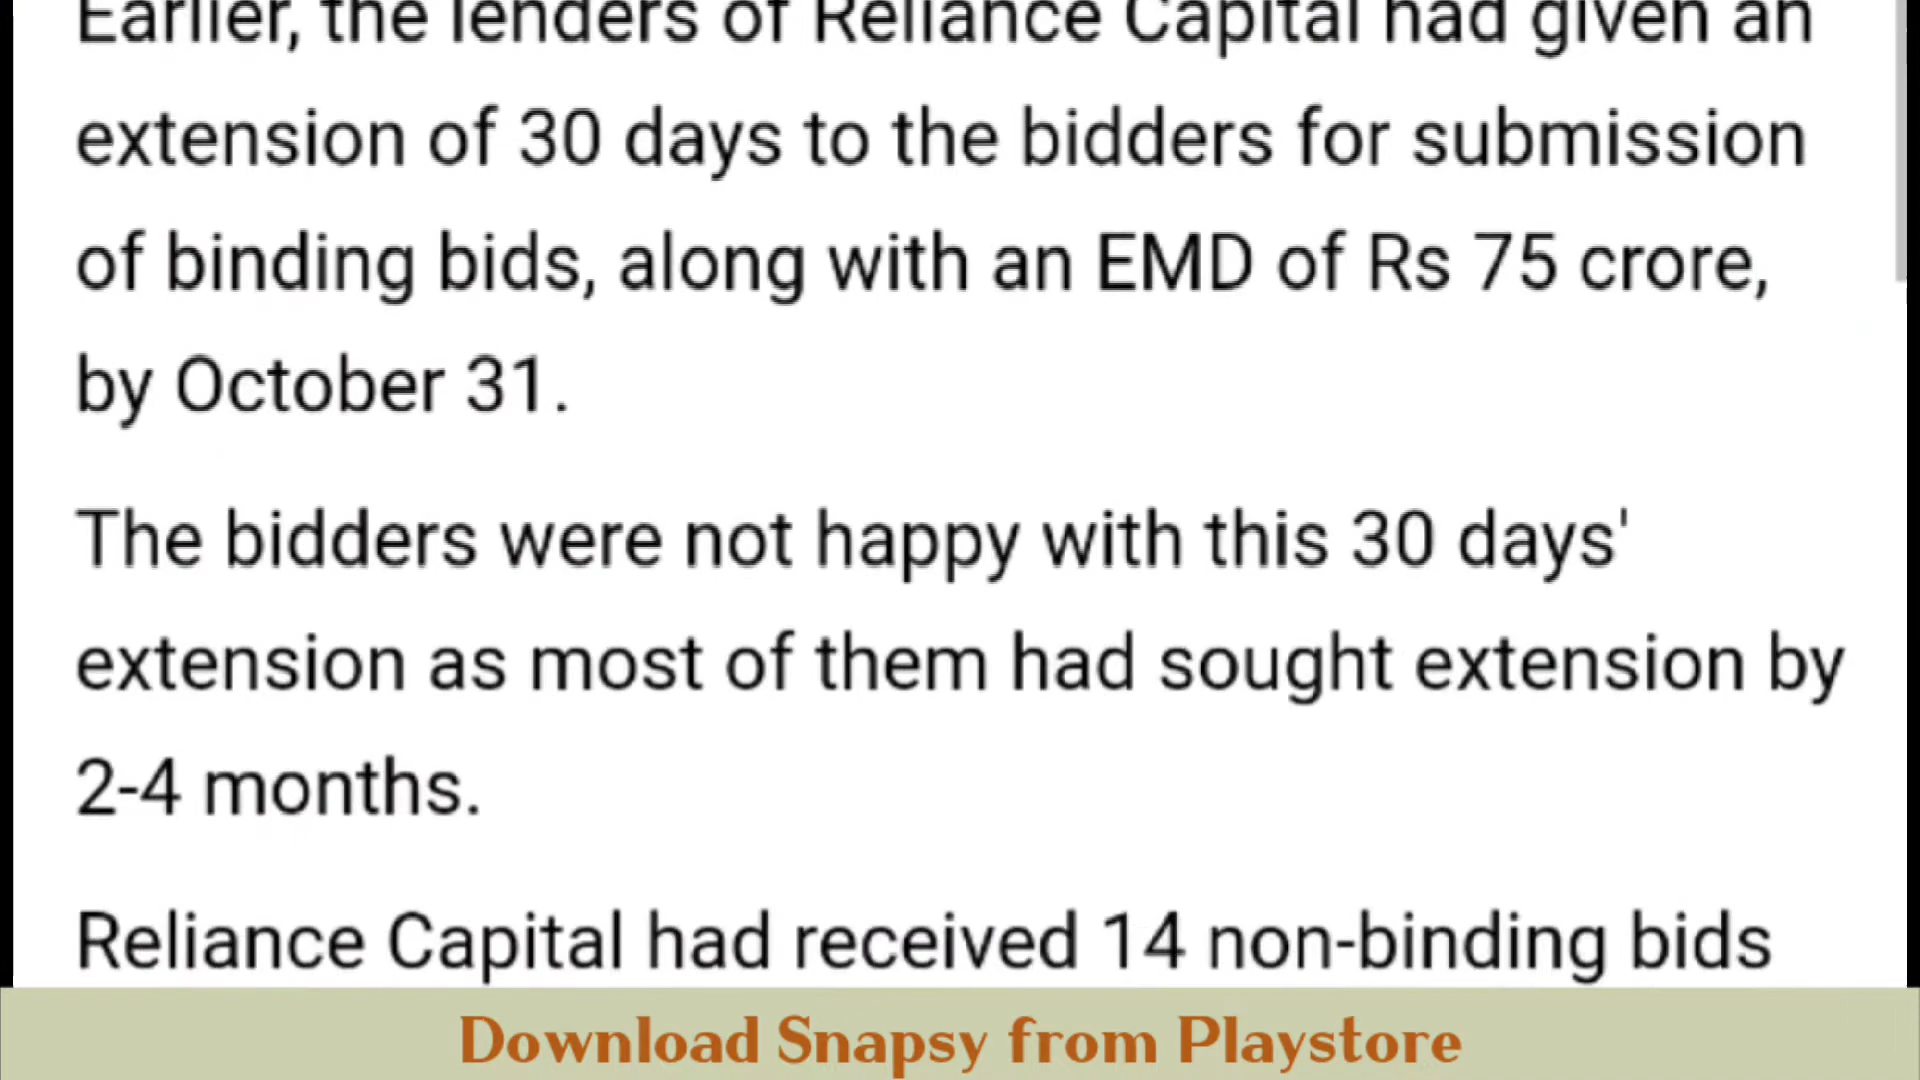 Earlier, the lenders of Reliance Capital had given an
extension of 30 days to the bidders for submission
of binding bids, along with an EMD of Rs 75 crore,
by October 31.
The bidders were not happy with this 30 days'
extension as most of them had sought extension by
2-4 months.
Reliance Capital had received 14 non-binding bids
Download Snapsy from Playstore